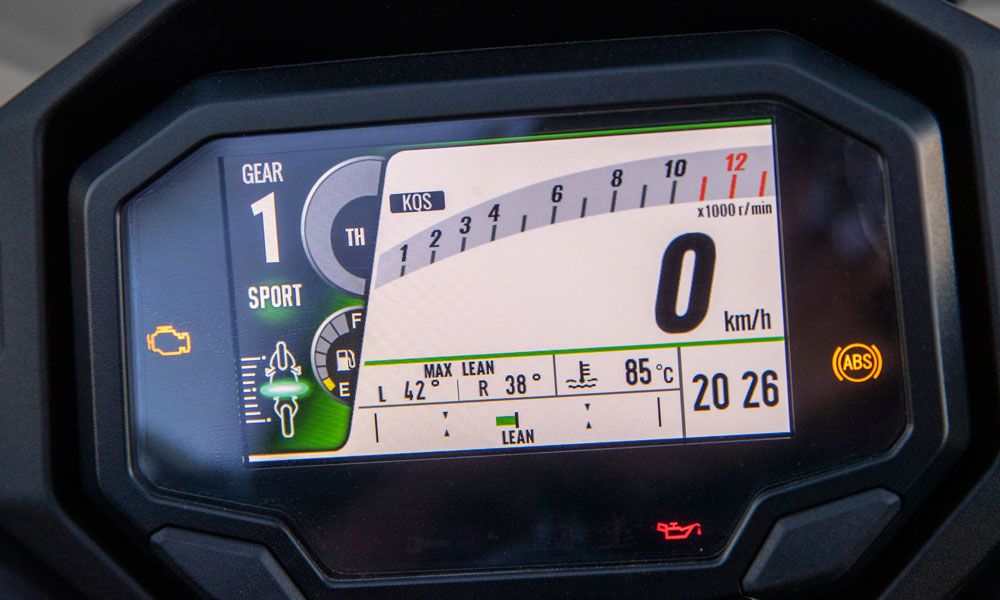 GEAR
1
SPORT
TH
F
E
KOS
1 2 3 4 6 8 10 12
x1000 r/min
0
km/h
MAX LEAN
L 42° R 38°
85°C
20 26
LEAN
ABS